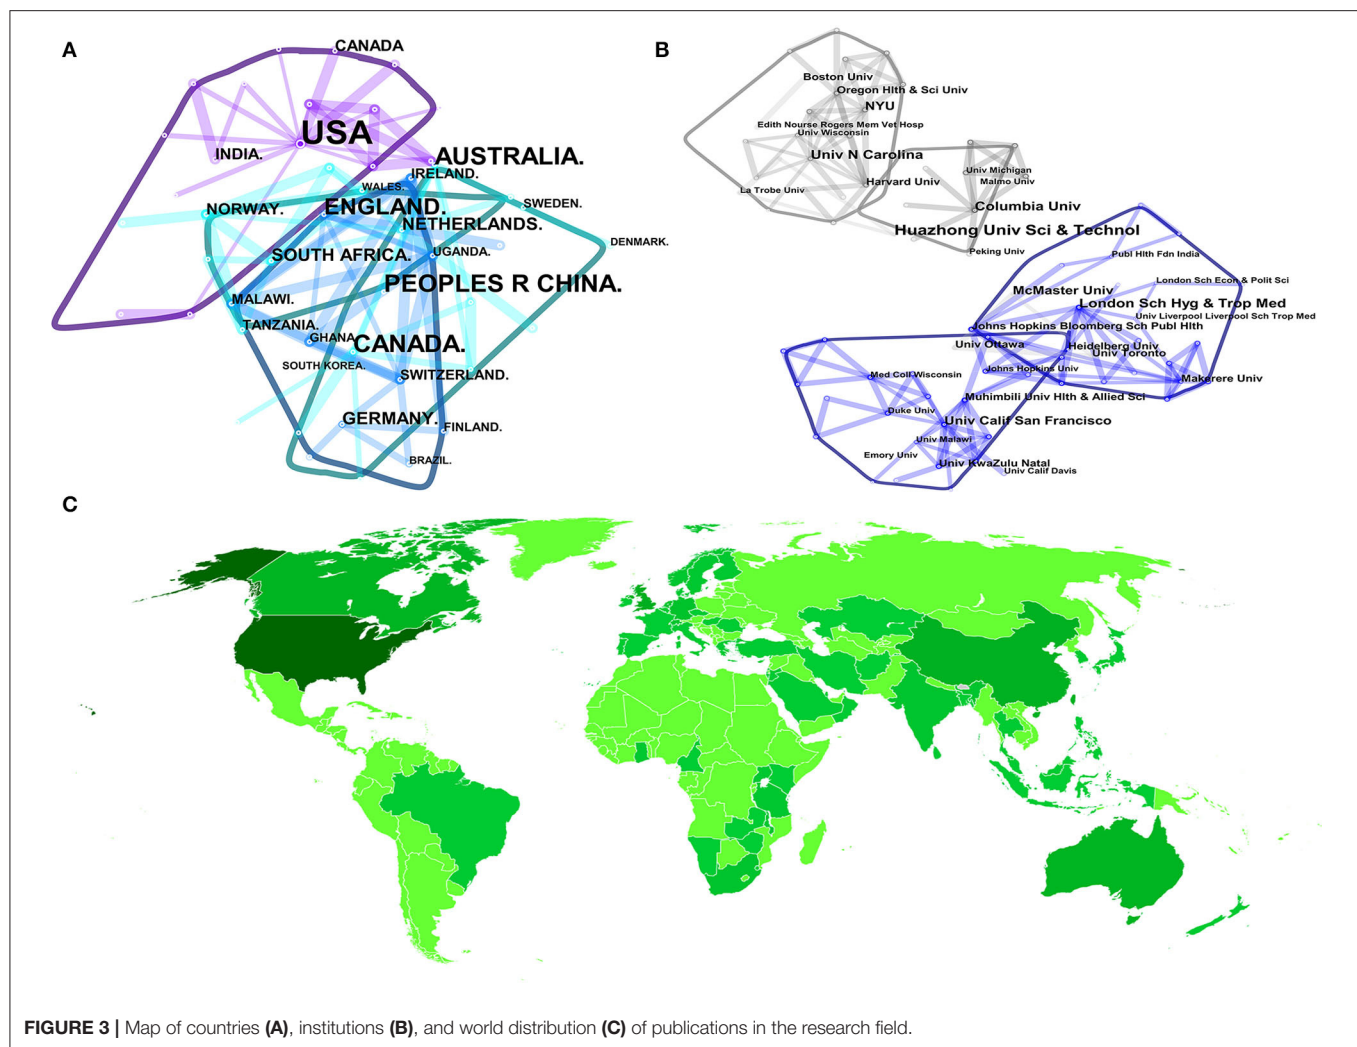 A
CANADA
USA
INDIA.
AUSTRALIA.
IRELAND.
WALES.
NORWAY.
ENGLAND.
SWEDEN.
NETHERLANDS.
DENMARK.
SOUTH AFRICA.
UGANDA.
PEOPLES R CHINA.
MALAWI.
TANZANIA.
GHANA.
CANADA.
SOUTH KOREA.
SWITZERLAND.
GERMANY.
FINLAND.
BRAZIL.
B
Boston Univ
Oregon Hlth & Sci Univ
NYU
Edith Nourse Rogers Mem Vet Hosp
Univ Wisconsin
Univ N Carolina
Univ Michigan
Harvard Univ
Malmo Univ
La Trobe Univ
Columbia Univ
Huazhong Univ Sci & Technol
Peking Univ
Publ Hlth Fdn India
London Sch Econ & Polit Sci
McMaster Univ
London Sch Hyg & Trop Med
Univ Liverpool Liverpool Sch Trop Med
Johns Hopkins Bloomberg Sch Publ Hlth
Univ Ottawa
Heidelberg Univ
Univ Toronto
Johns Hopkins Univ
Med Coll Wisconsin
Makerere Univ
Muhimbili Univ Hlth & Allied Sci
Duke Univ
Univ Calif San Francisco
Univ Malawi
Emory Univ
Univ KwaZulu Natal
Univ Calif Davis
C
FIGURE 3 | Map of countries (A), institutions (B), and world distribution (C) of publications in the research field.